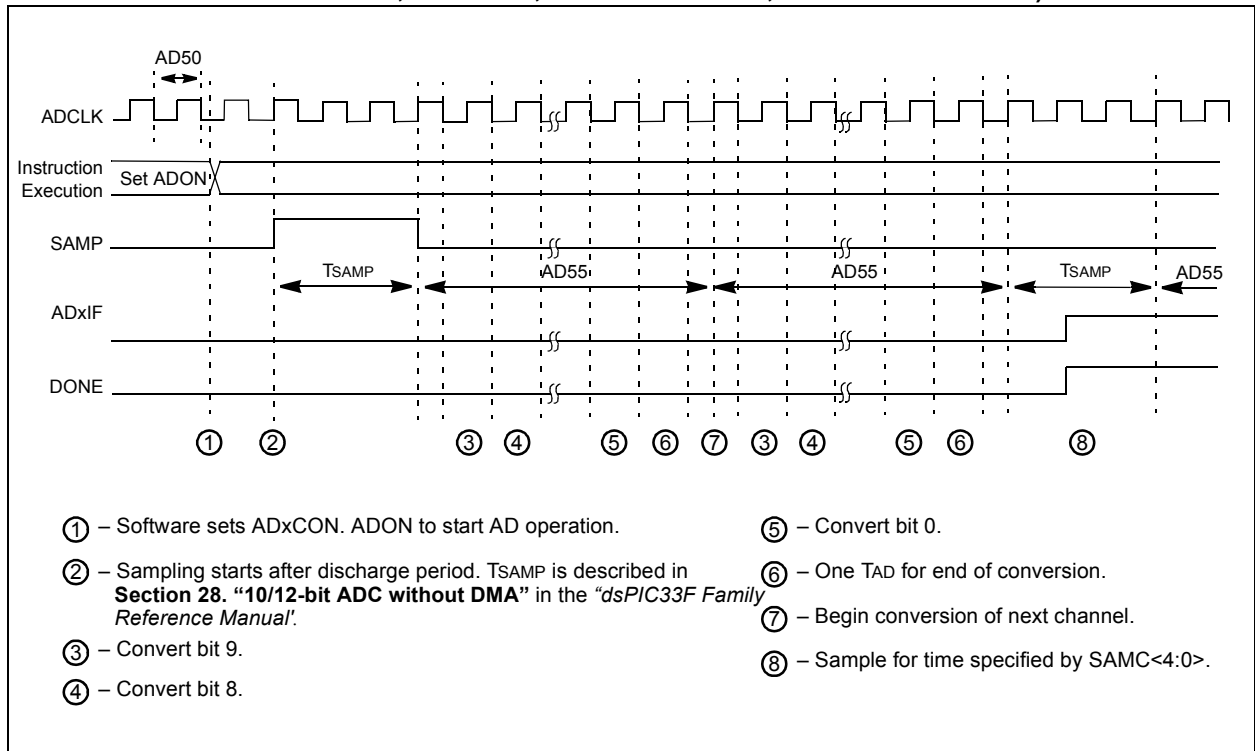 AD50
ADCLK
Instruction
Execution
Set ADON
SAMP
TSAMP
AD55
AD55
TSAMP
AD55
ADxIF
DONE
1 2 3 4 5 6 7 3 4 5 6 8
1 – Software sets ADxCON. ADON to start AD operation.
2 – Sampling starts after discharge period. TSAMP is described in
Section 28. “10/12-bit ADC without DMA” in the “dsPIC33F Family
Reference Manual'.
3 – Convert bit 9.
4 – Convert bit 8.
5 – Convert bit 0.
6 – One TAD for end of conversion.
7 – Begin conversion of next channel.
8 – Sample for time specified by SAMC<4:0>.